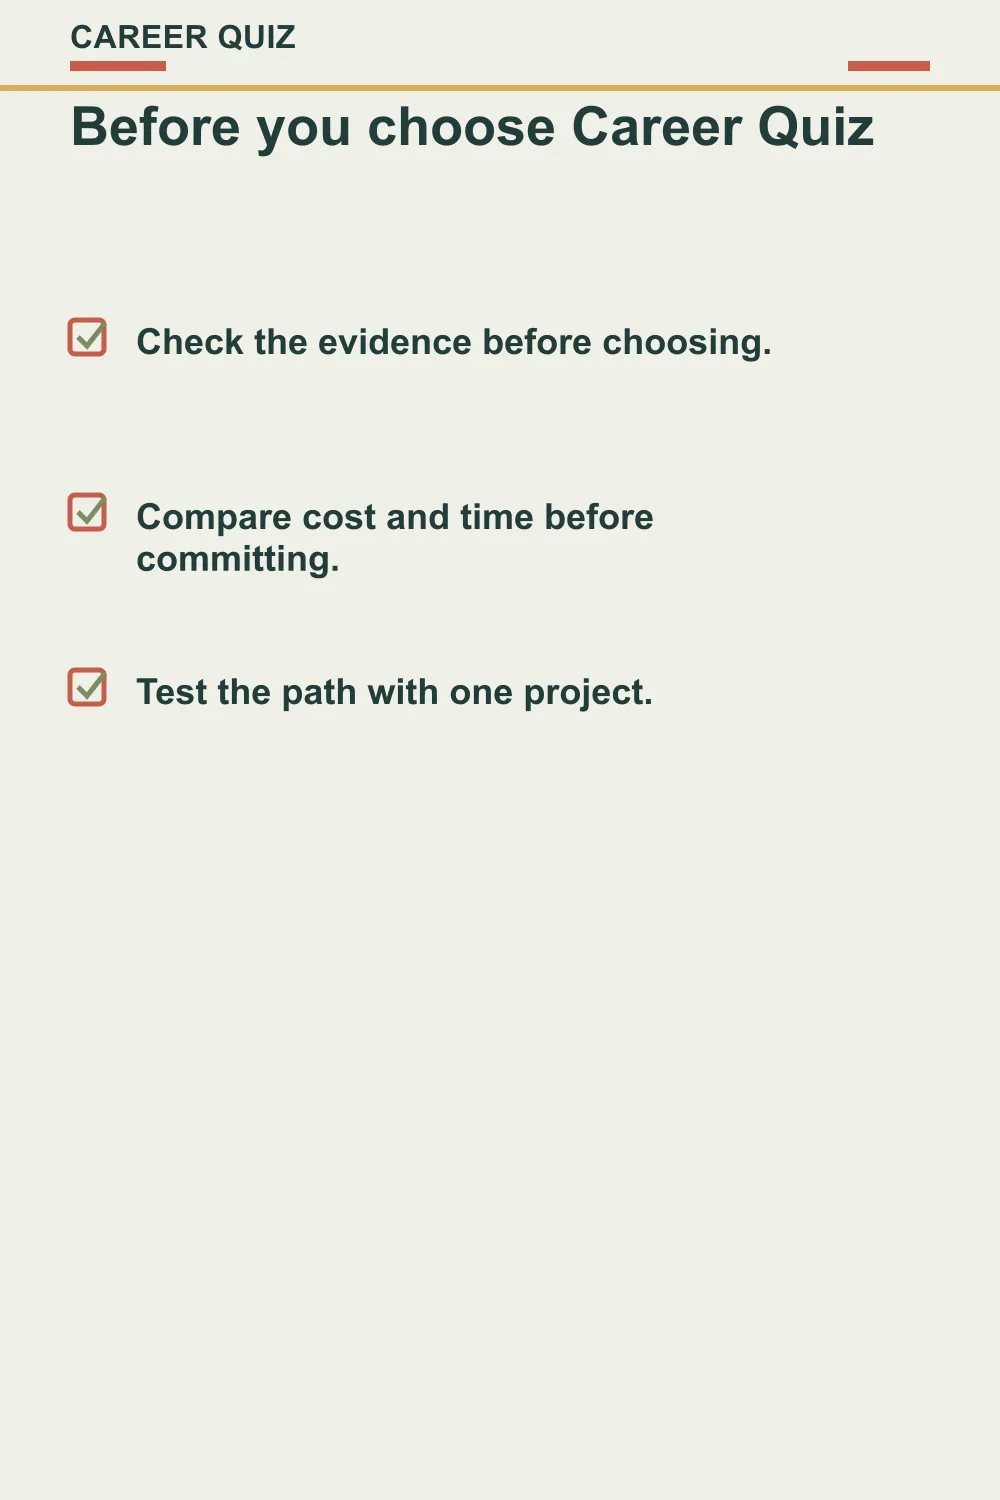 CAREER QUIZ
Before you choose Career Quiz
Check the evidence before choosing.
Compare cost and time before
committing.
Test the path with one project.